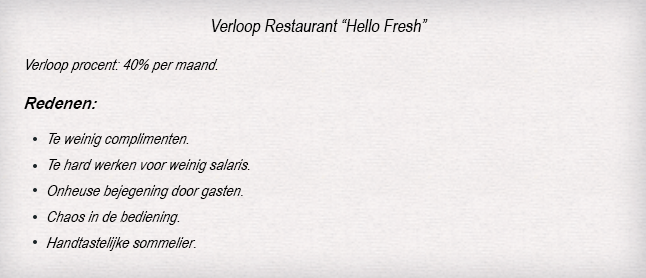 Verloop Restaurant “Hello Fresh”
Verloop procent: 40% per maand.
Redenen:
• Te weinig complimenten.
• Te hard werken voor weinig salaris.
• Onheuse bejegening door gasten.
• Chaos in de bediening.
• Handtastelijke sommelier.